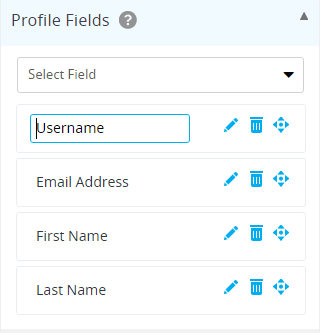 Profile Fields ?
Select Field
Username
Email Address
First Name
Last Name